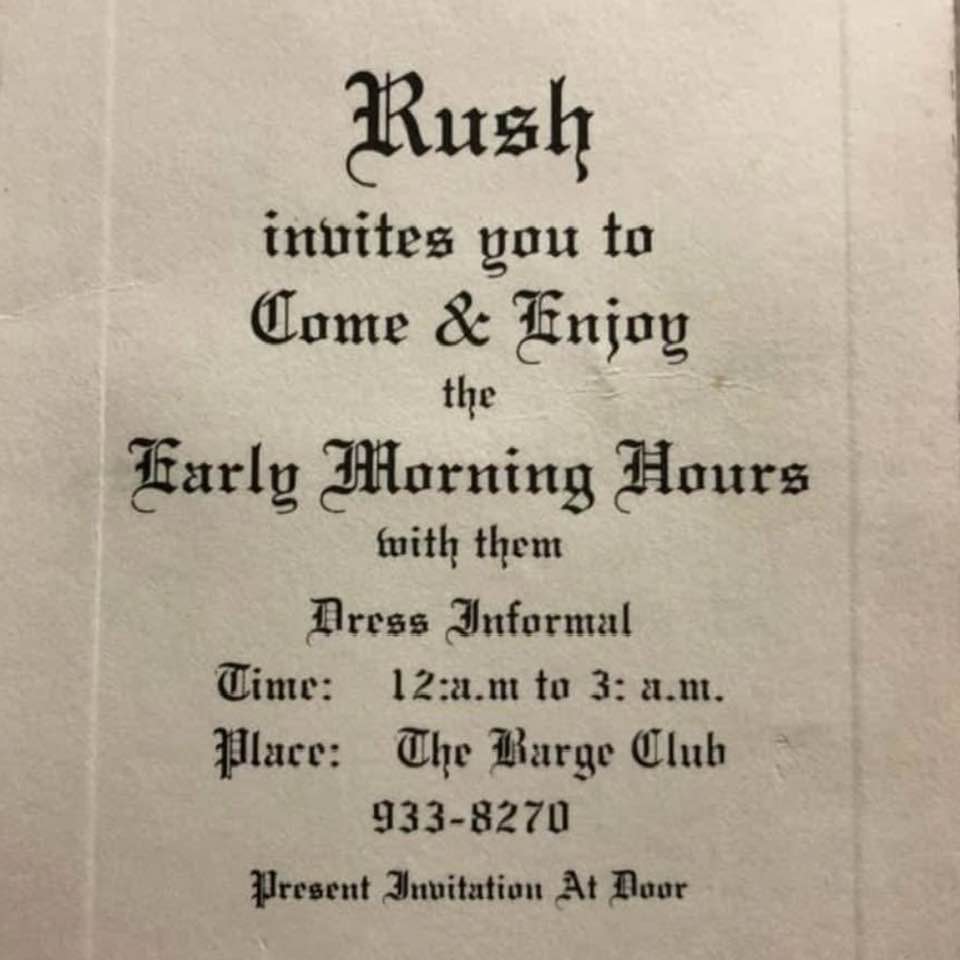 Rush
invites you to
Come & Enjoy
the
Early Morning Hours
with them
Dress Informal
Time: 12:a.m to 3: a.m.
Place: The Barge Club
933-8270
Present Invitation At Door